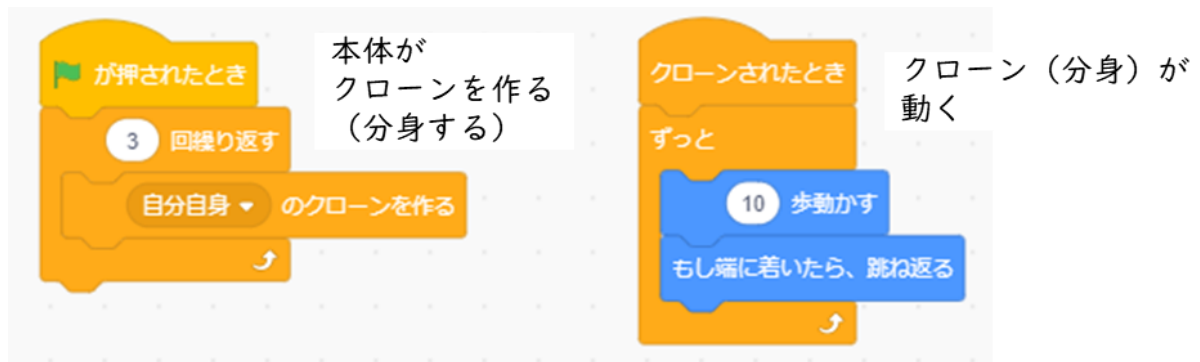 が押されたとき
3 回繰り返す
自分自身 のクローンを作る
本体が
クローンを作る
（分身する）
クローンされたとき
ずっと
10 歩動かす
もし端に着いたら、跳ね返る
クローン（分身）が
動く